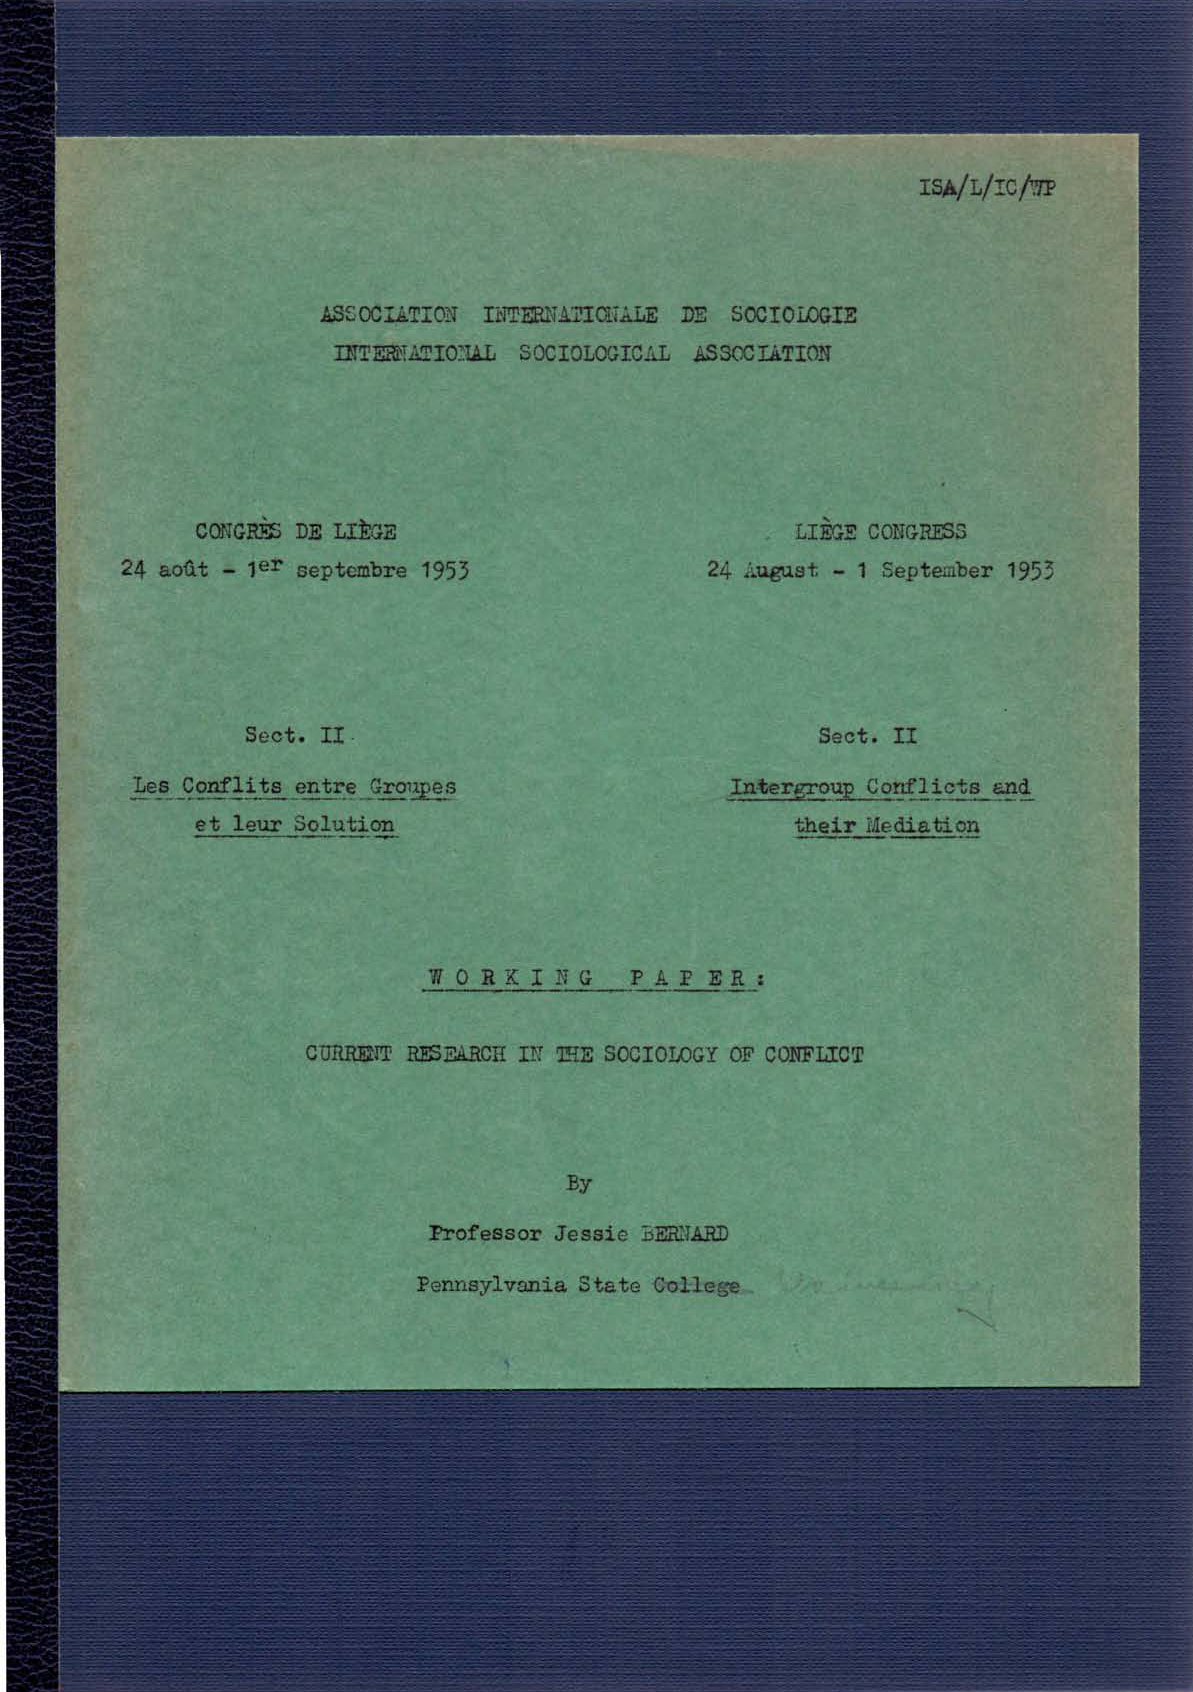 ISA/L/IC/WP
ASSOCIATION INTERNATIONALE DE SOCIOLOGIE
INTERNATIONAL SOCIOLOGICAL ASSOCIATION
CONGRÈS DE LIÈGE
24 août - 1er septembre 1953
LIÈGE CONGRESS
24 August - 1 September 1953
Sect. II
Les Conflits entre Groupes
et leur Solution
Sect. II
Intergroup Conflicts and
their Mediation
WORKING PAPER:
CURRENT RESEARCH IN THE SOCIOLOGY OF CONFLICT
By
Professor Jessie BERNARD
Pennsylvania State College